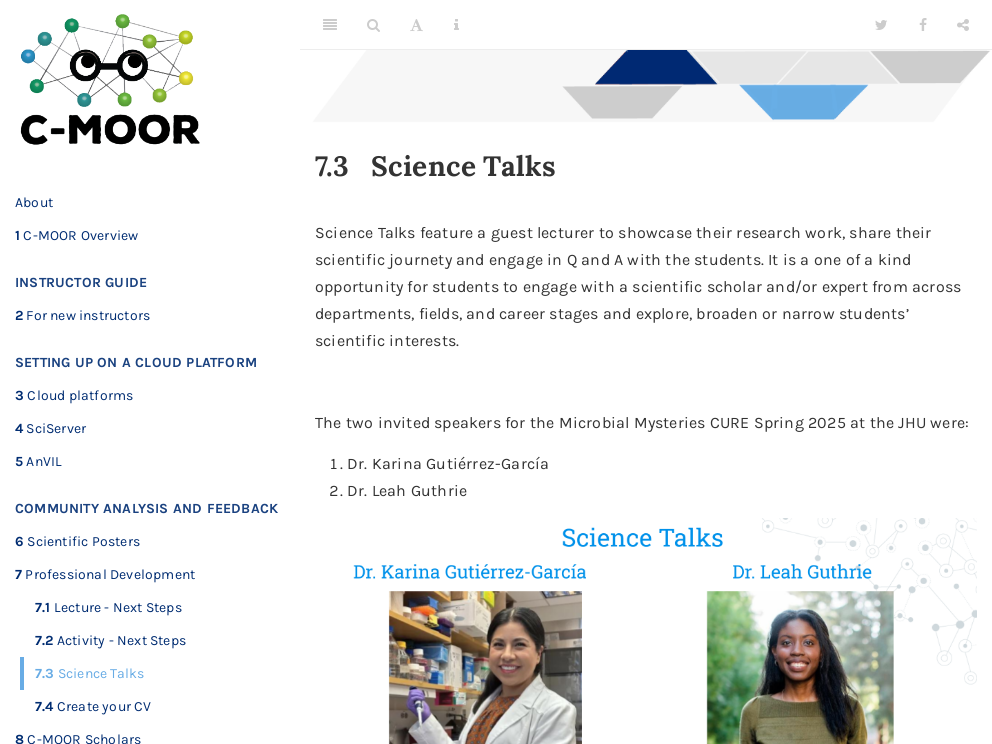 C-MOOR
About
1 C-MOOR Overview
INSTRUCTOR GUIDE
2 For new instructors
SETTING UP ON A CLOUD PLATFORM
3 Cloud platforms
4 SciServer
5 AnVIL
COMMUNITY ANALYSIS AND FEEDBACK
6 Scientific Posters
7 Professional Development
7.1 Lecture - Next Steps
7.2 Activity - Next Steps
7.3 Science Talks
7.4 Create your CV
8 C-MOOR Scholars
A
7.3 Science Talks
Science Talks feature a guest lecturer to showcase their research work, share their
scientific journety and engage in Q and A with the students. It is a one of a kind
opportunity for students to engage with a scientific scholar and/or expert from across
departments, fields, and career stages and explore, broaden or narrow students’
scientific interests.
The two invited speakers for the Microbial Mysteries CURE Spring 2025 at the JHU were:
1. Dr. Karina Gutiérrez-García
2. Dr. Leah Guthrie
Science Talks
Dr. Karina Gutiérrez-García
Dr. Leah Guthrie